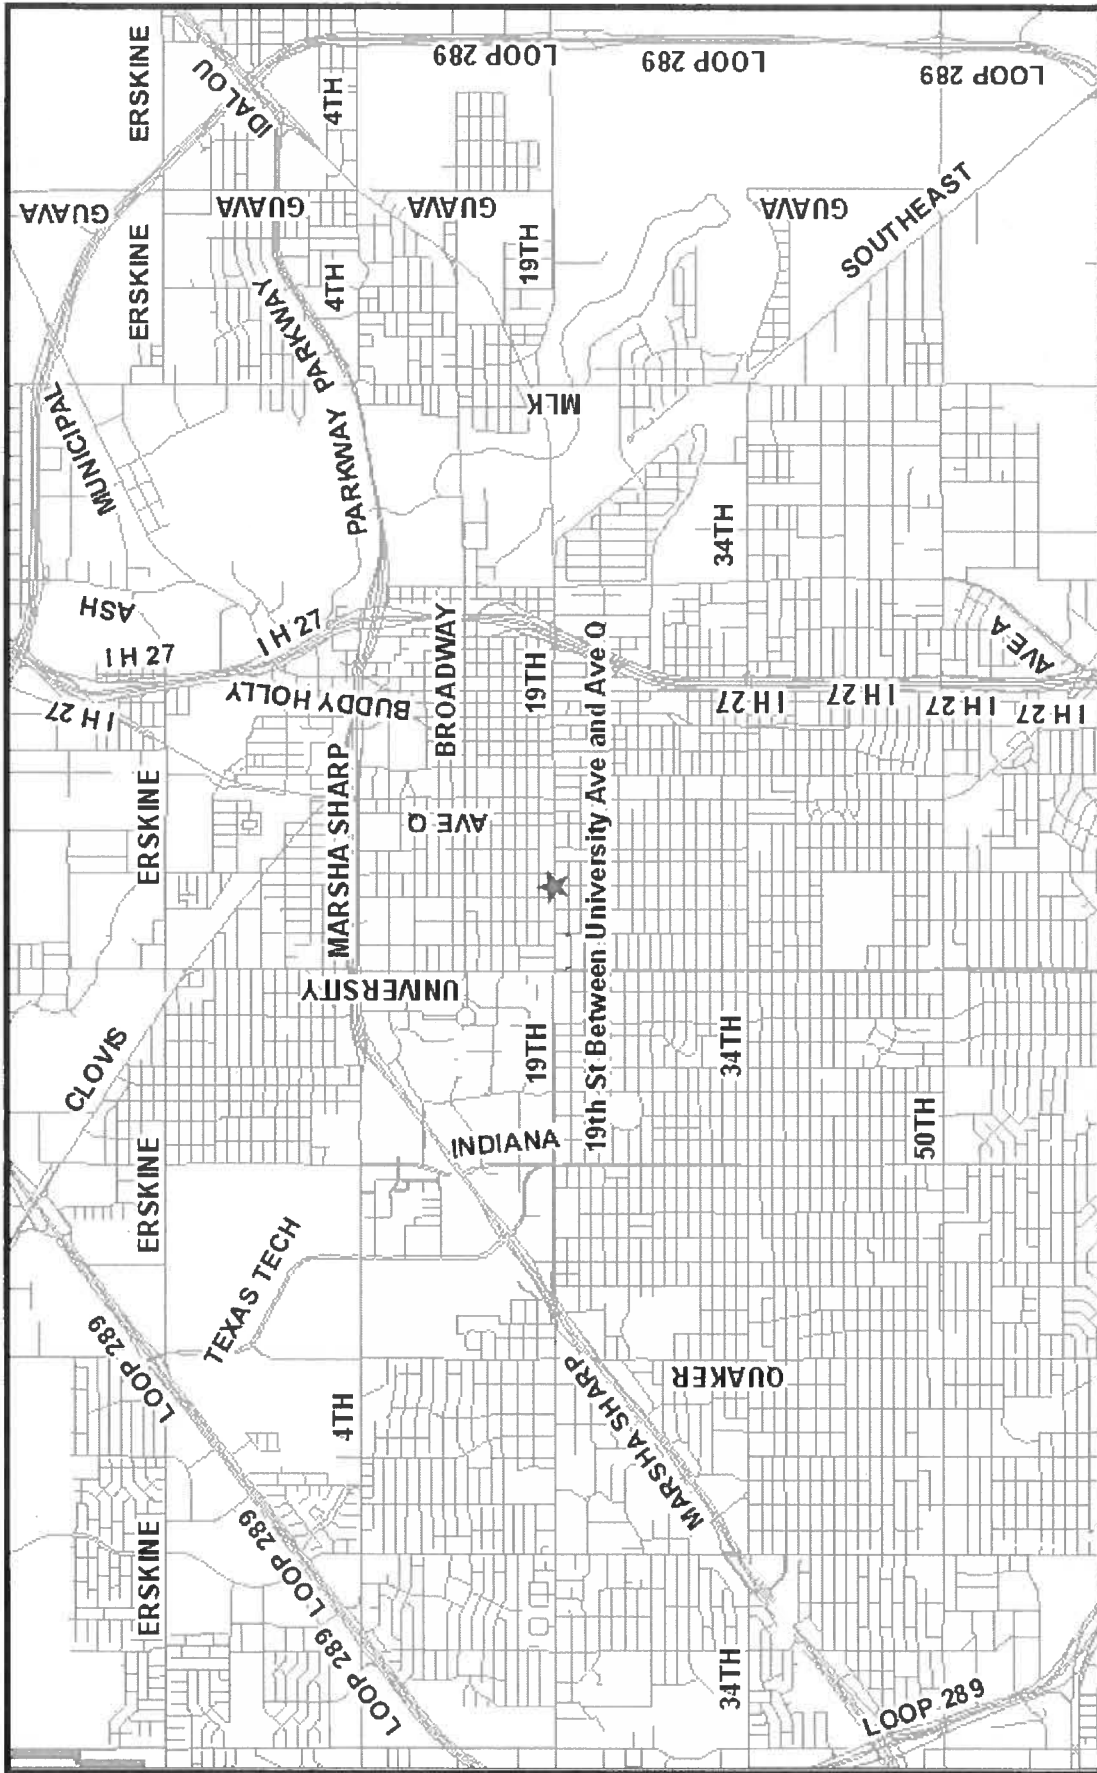 ERSKINE
ERSKINE
ERSKINE
ERSKINE
ERSKINE
LOOP 289
LOOP 289
LOOP 289
LOOP 289
TEXAS TECH
CLOVIS
I H 27
I H 27
I H 27
ASH
MUNICIPAL
GUAVA
GUAVA
GUAVA
GUAVA
IDALOU
PARKWAY
PARKWAY
4TH
4TH
4TH
BUDDY HOLLY
MARSHA SHARP
UNIVERSITY
BROADWAY
AVE Q
INDIANA
19TH
19TH
19TH
MLK
19th St Between University Ave and Ave Q
MARSHA SHARP
QUAKER
34TH
34TH
34TH
SOUTHEAST
LOOP 289
LOOP 289
LOOP 289
I H 27
I H 27
I H 27
I H 27
AVE A
50TH
LOOP 289